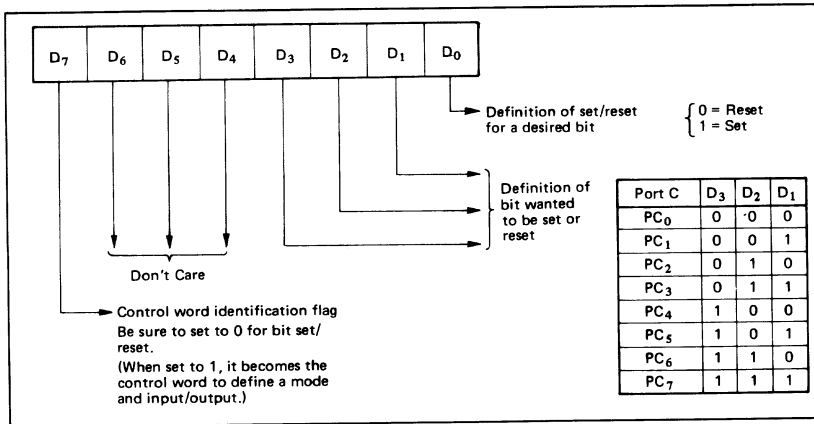 D7 D6 D5 D4 D3 D2 D1 D0
Definition of set/reset
for a desired bit
0 = Reset
1 = Set
Definition of
bit wanted
to be set or
reset
Don't Care
Control word identification flag
Be sure to set to 0 for bit set/
reset.
(When set to 1, it becomes the
control word to define a mode
and input/output.)
Port C D3 D2 D1
PC0 0 0 0
PC1 0 0 1
PC2 0 1 0
PC3 0 1 1
PC4 1 0 0
PC5 1 0 1
PC6 1 1 0
PC7 1 1 1